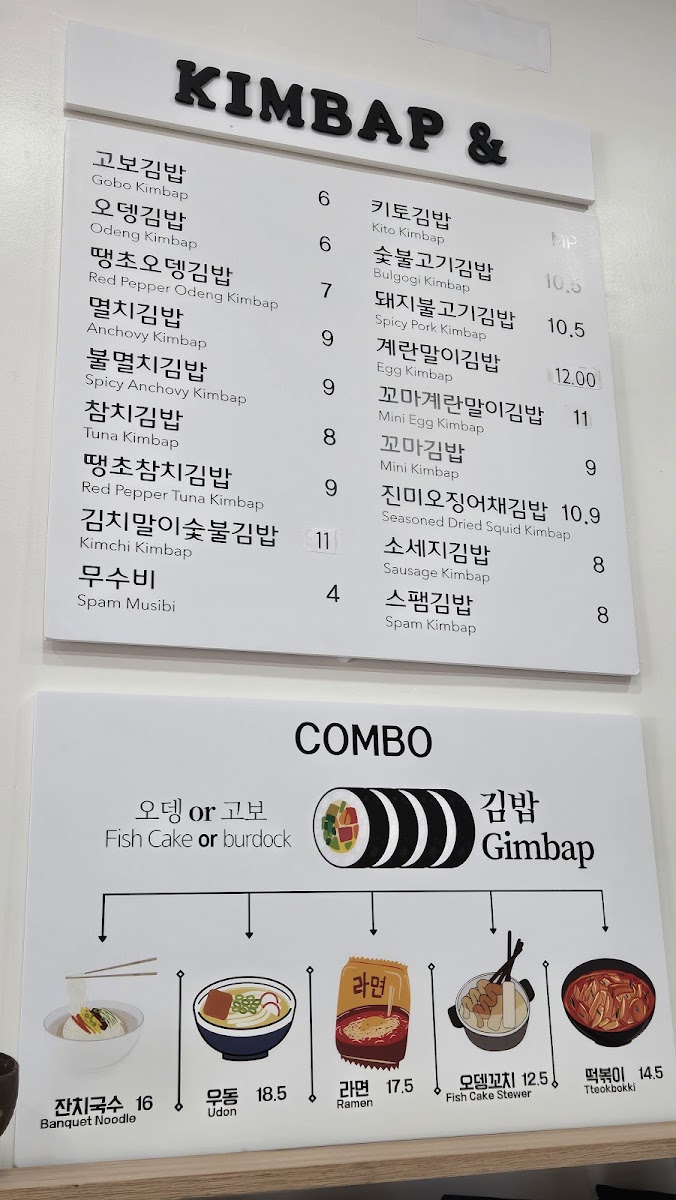 KIMBAP &
고보김밥
Gobo Kimbap 6
오뎅김밥
Odeng Kimbap 6
땡초오뎅김밥
Red Pepper Odeng Kimbap 7
멸치김밥
Anchovy Kimbap 9
불멸치김밥
Spicy Anchovy Kimbap 9
참치김밥
Tuna Kimbap 8
땡초참치김밥
Red Pepper Tuna Kimbap 9
김치말이숯불김밥
Kimchi Kimbap 11
무수비
Spam Musibi 4
키토김밥
Kito Kimbap MP
숯불고기김밥
Bulgogi Kimbap 10.5
돼지불고기김밥
Spicy Pork Kimbap 10.5
계란말이김밥
Egg Kimbap 12.00
꼬마계란말이김밥
Mini Egg Kimbap 11
꼬마김밥
Mini Kimbap 9
진미오징어채김밥 10.9
Seasoned Dried Squid Kimbap
소세지김밥
Sausage Kimbap 8
스팸김밥
Spam Kimbap 8
COMBO
오뎅 or 고보
Fish Cake or burdock
김밥
Gimbap
라면
잔치국수 16
Banquet Noodle
우동 18.5
Udon
라면 17.5
Ramen
오뎅꼬치 12.5
Fish Cake Stewer
떡볶이 14.5
Tteokbokki